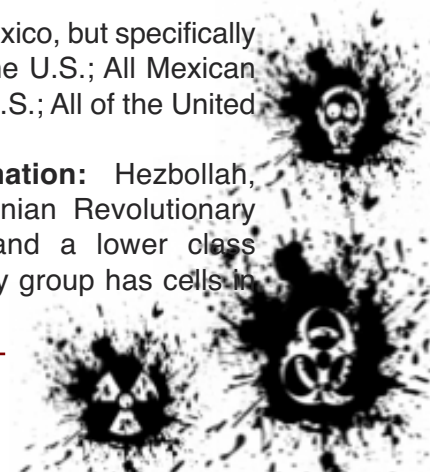 xico, but specifically
e U.S.; All Mexican
.S.; All of the United
nation: Hezbollah,
nian Revolutionary
and a lower class
y group has cells in